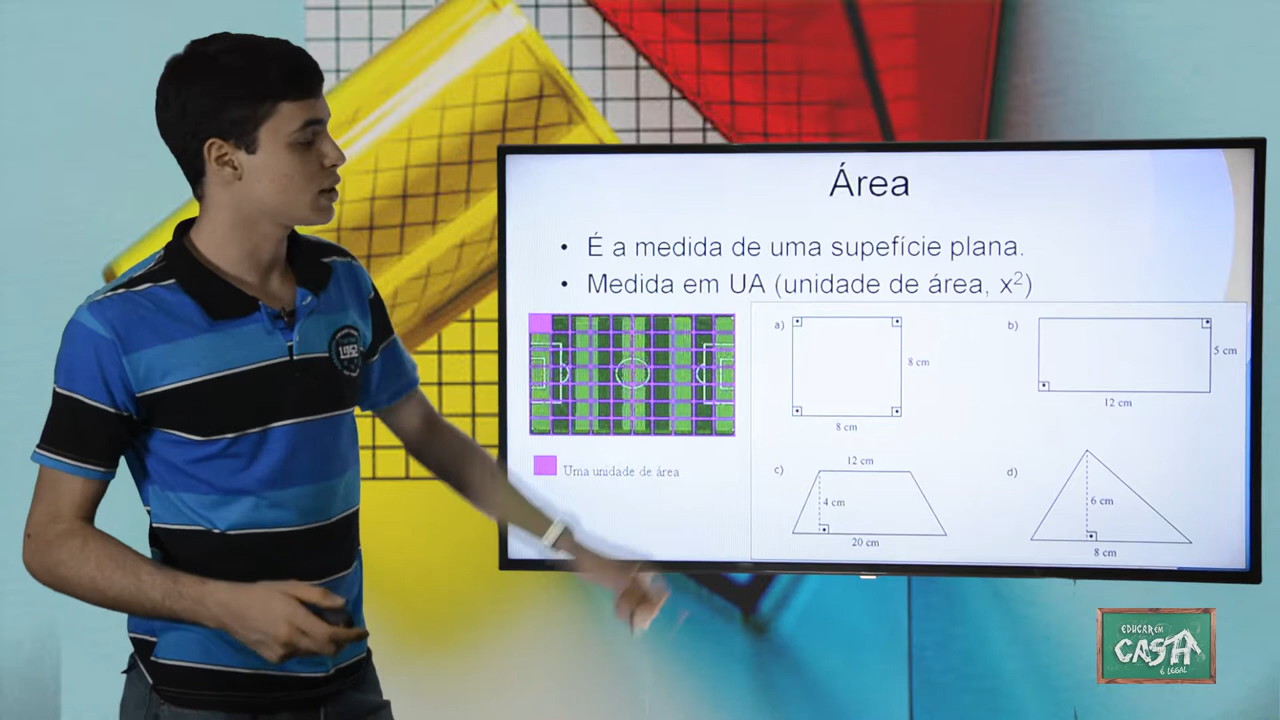 Área
• É a medida de uma supefície plana.
• Medida em UA (unidade de área, x²)
Uma unidade de área
a)
8 cm
8 cm
b)
5 cm
12 cm
c)
12 cm
4 cm
20 cm
d)
6 cm
8 cm
1952
EDUCAR EM
CASA
É LEGAL